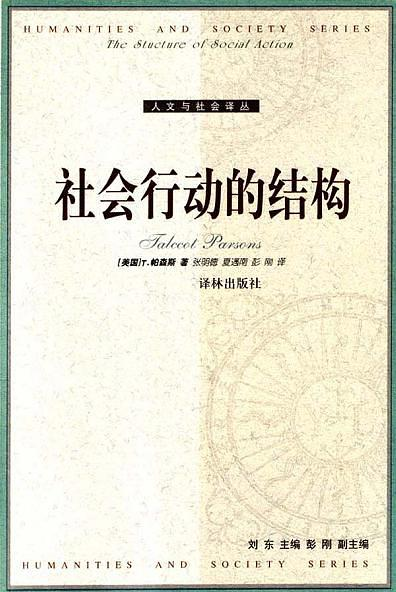 HUMANITIES AND SOCIETY SERIES
The Stucture of Social Action
人文与社会译丛
社会行动的结构
Talccot Parsons
[美国]T.帕森斯 著 张明德 夏遇南 彭 刚 译
译林出版社
刘 东 主编 彭 刚 副主编
HUMANITIES AND SOCIETY SERIES